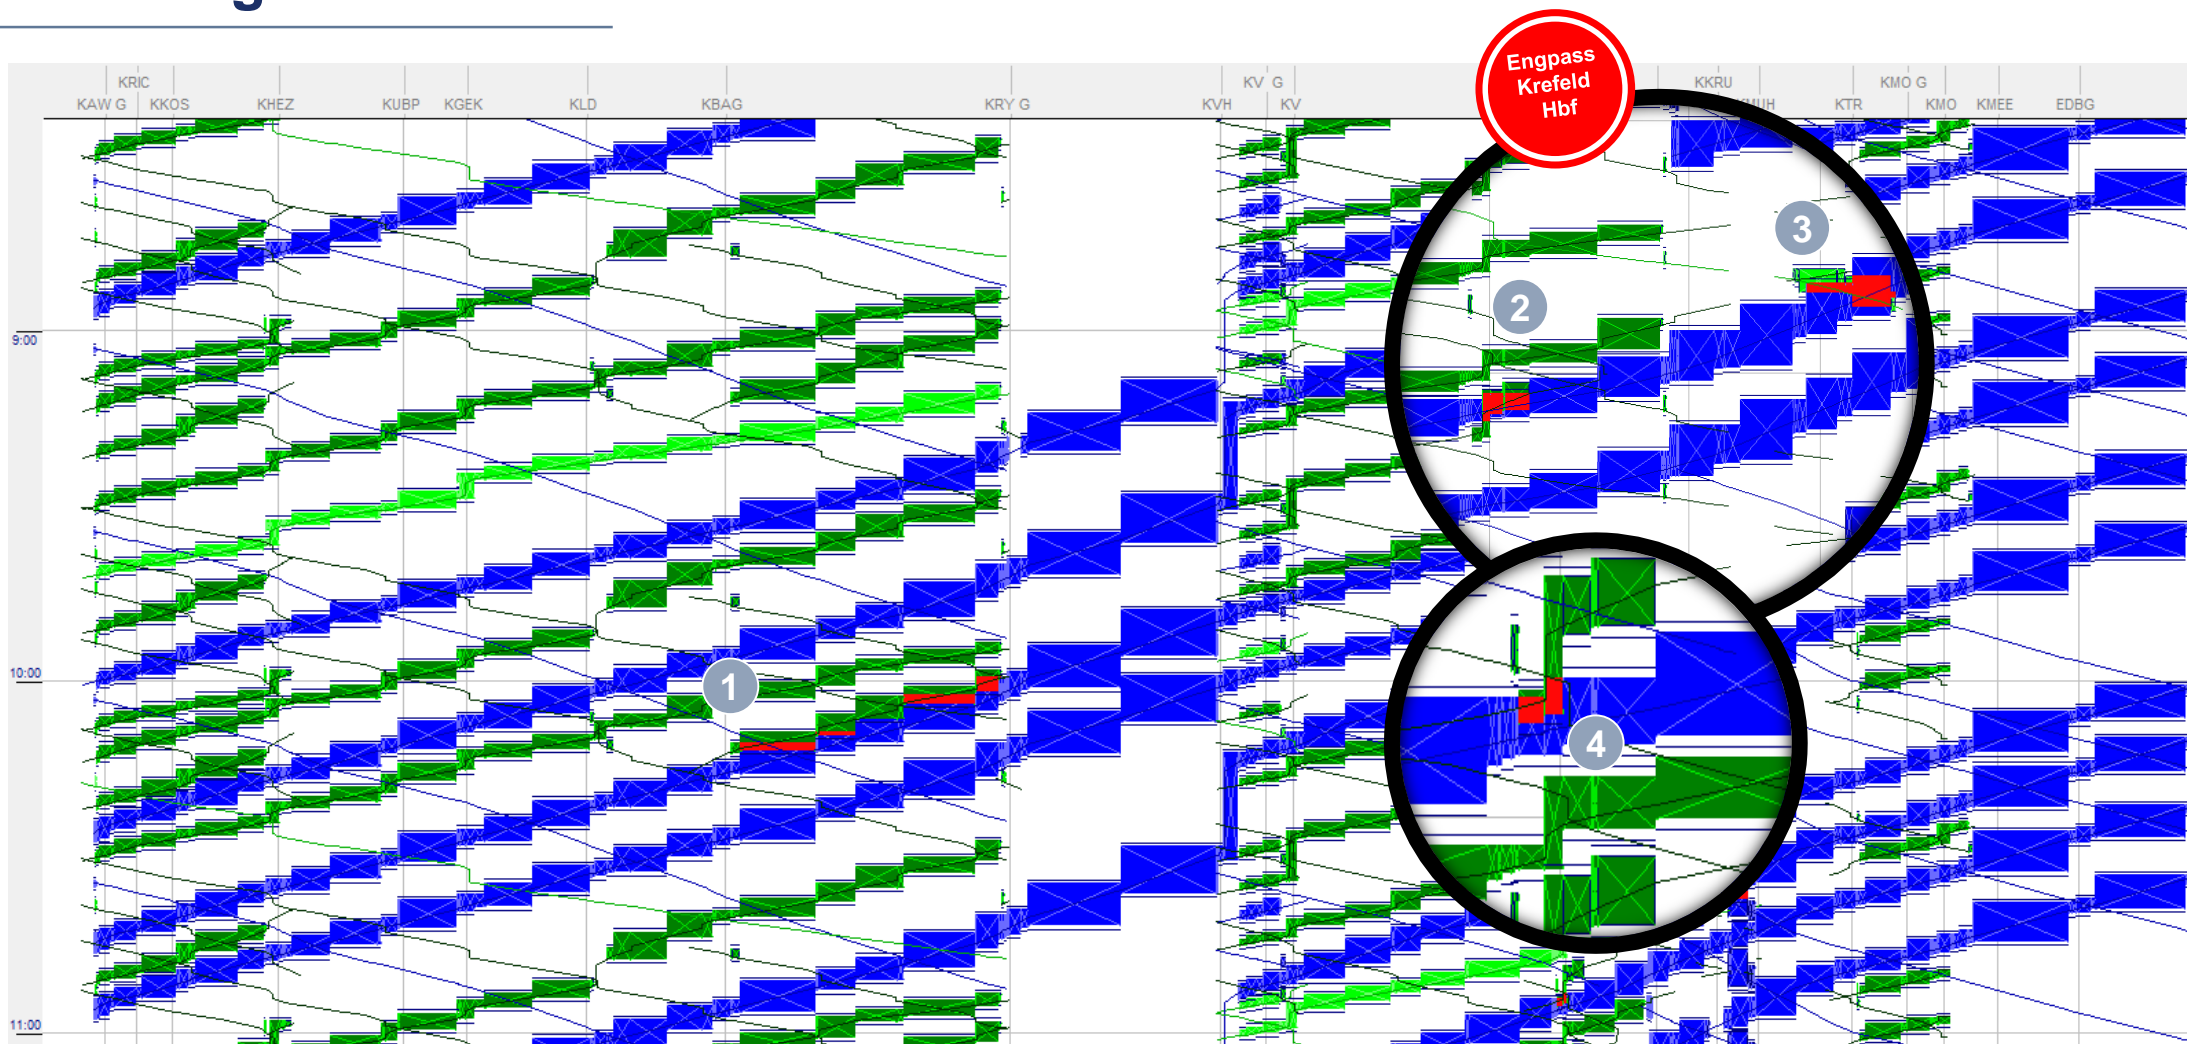 Engpass
Krefeld
Hbf
KRIC
KV G
KKRU
KMO G
KAW G
KKOS
KHEZ
KUBP
KGEK
KLD
KBAG
KRY G
KVH
KV
KTR
KMO
KMEE
EDBG
3
2
9:00
1
10:00
4
11:00